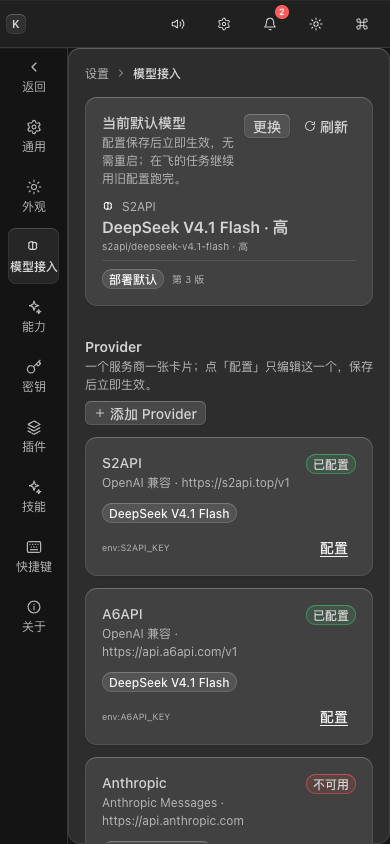 K
2
返回
通用
外观
模型接入
能力
密钥
插件
技能
快捷键
关于
设置 > 模型接入
当前默认模型
更换
刷新
配置保存后立即生效，无
需重启；在飞的任务继续
用旧配置跑完。
S2API
DeepSeek V4.1 Flash · 高
s2api/deepseek-v4.1-flash · 高
部署默认
第 3 版
Provider
一个服务商一张卡片；点「配置」只编辑这一个，保存
后立即生效。
+ 添加 Provider
S2API
已配置
OpenAI 兼容 · https://s2api.top/v1
DeepSeek V4.1 Flash
env:S2API_KEY
配置
A6API
已配置
OpenAI 兼容 ·
https://api.a6api.com/v1
DeepSeek V4.1 Flash
env:A6API_KEY
配置
Anthropic
不可用
Anthropic Messages ·
https://api.anthropic.com